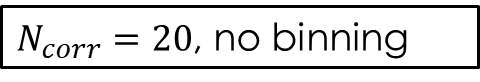 N_corr = 20, no binning